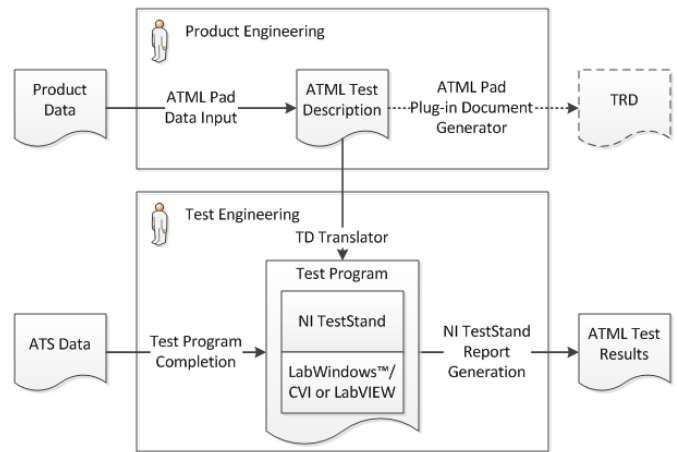 Product Engineering
Product
Data
ATML Pad
Data Input
ATML Test
Description
ATML Pad
Plug-in Document
Generator
TRD
Test Engineering
TD Translator
Test Program
NI TestStand
LabWindows™/
CVI or LabVIEW
ATS Data
Test Program
Completion
NI TestStand
Report
Generation
ATML Test
Results